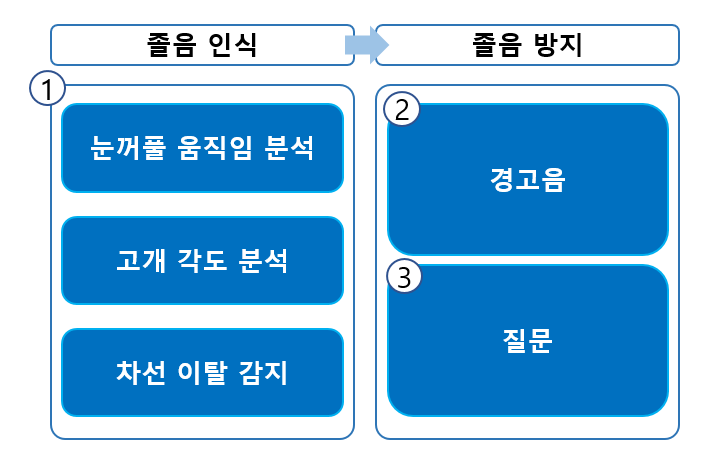 졸음 인식
졸음 방지
1
눈꺼풀 움직임 분석
고개 각도 분석
차선 이탈 감지
2
경고음
3
질문